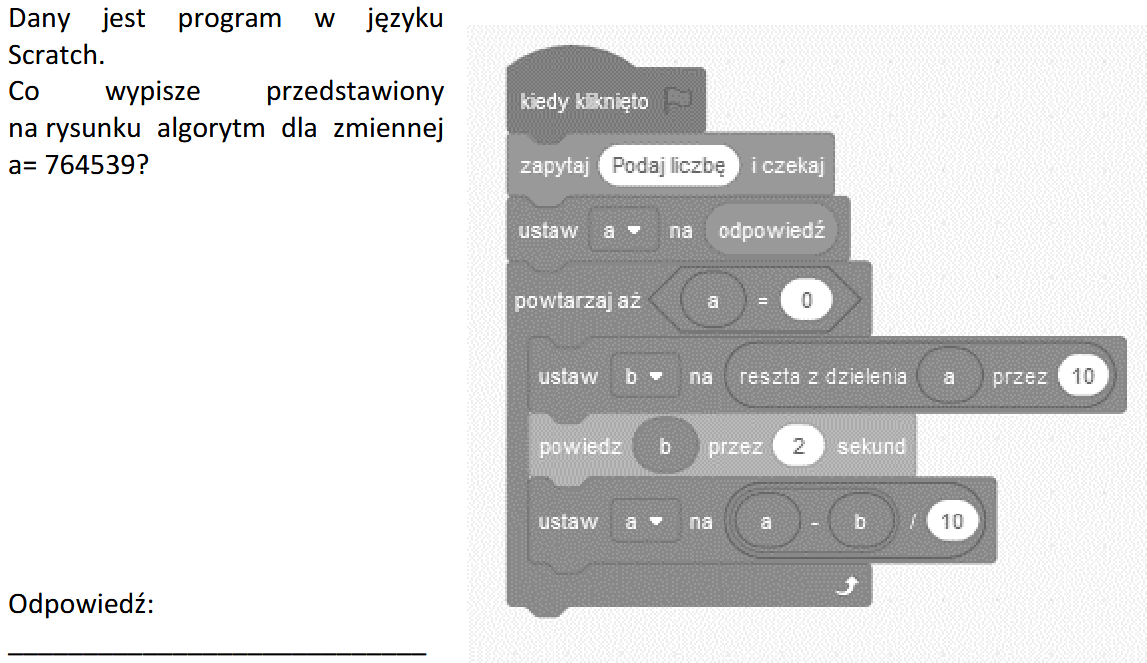 Dany jest program w języku
Scratch.
Co wypisze przedstawiony
na rysunku algorytm dla zmiennej
a= 764539?
kiedy kliknięto
zapytaj Podaj liczbę i czekaj
ustaw a na odpowiedź
powtarzaj aż a = 0
ustaw b na reszta z dzielenia a przez 10
powiedz b przez 2 sekund
ustaw a na a - b / 10
Odpowiedź:
______________________________